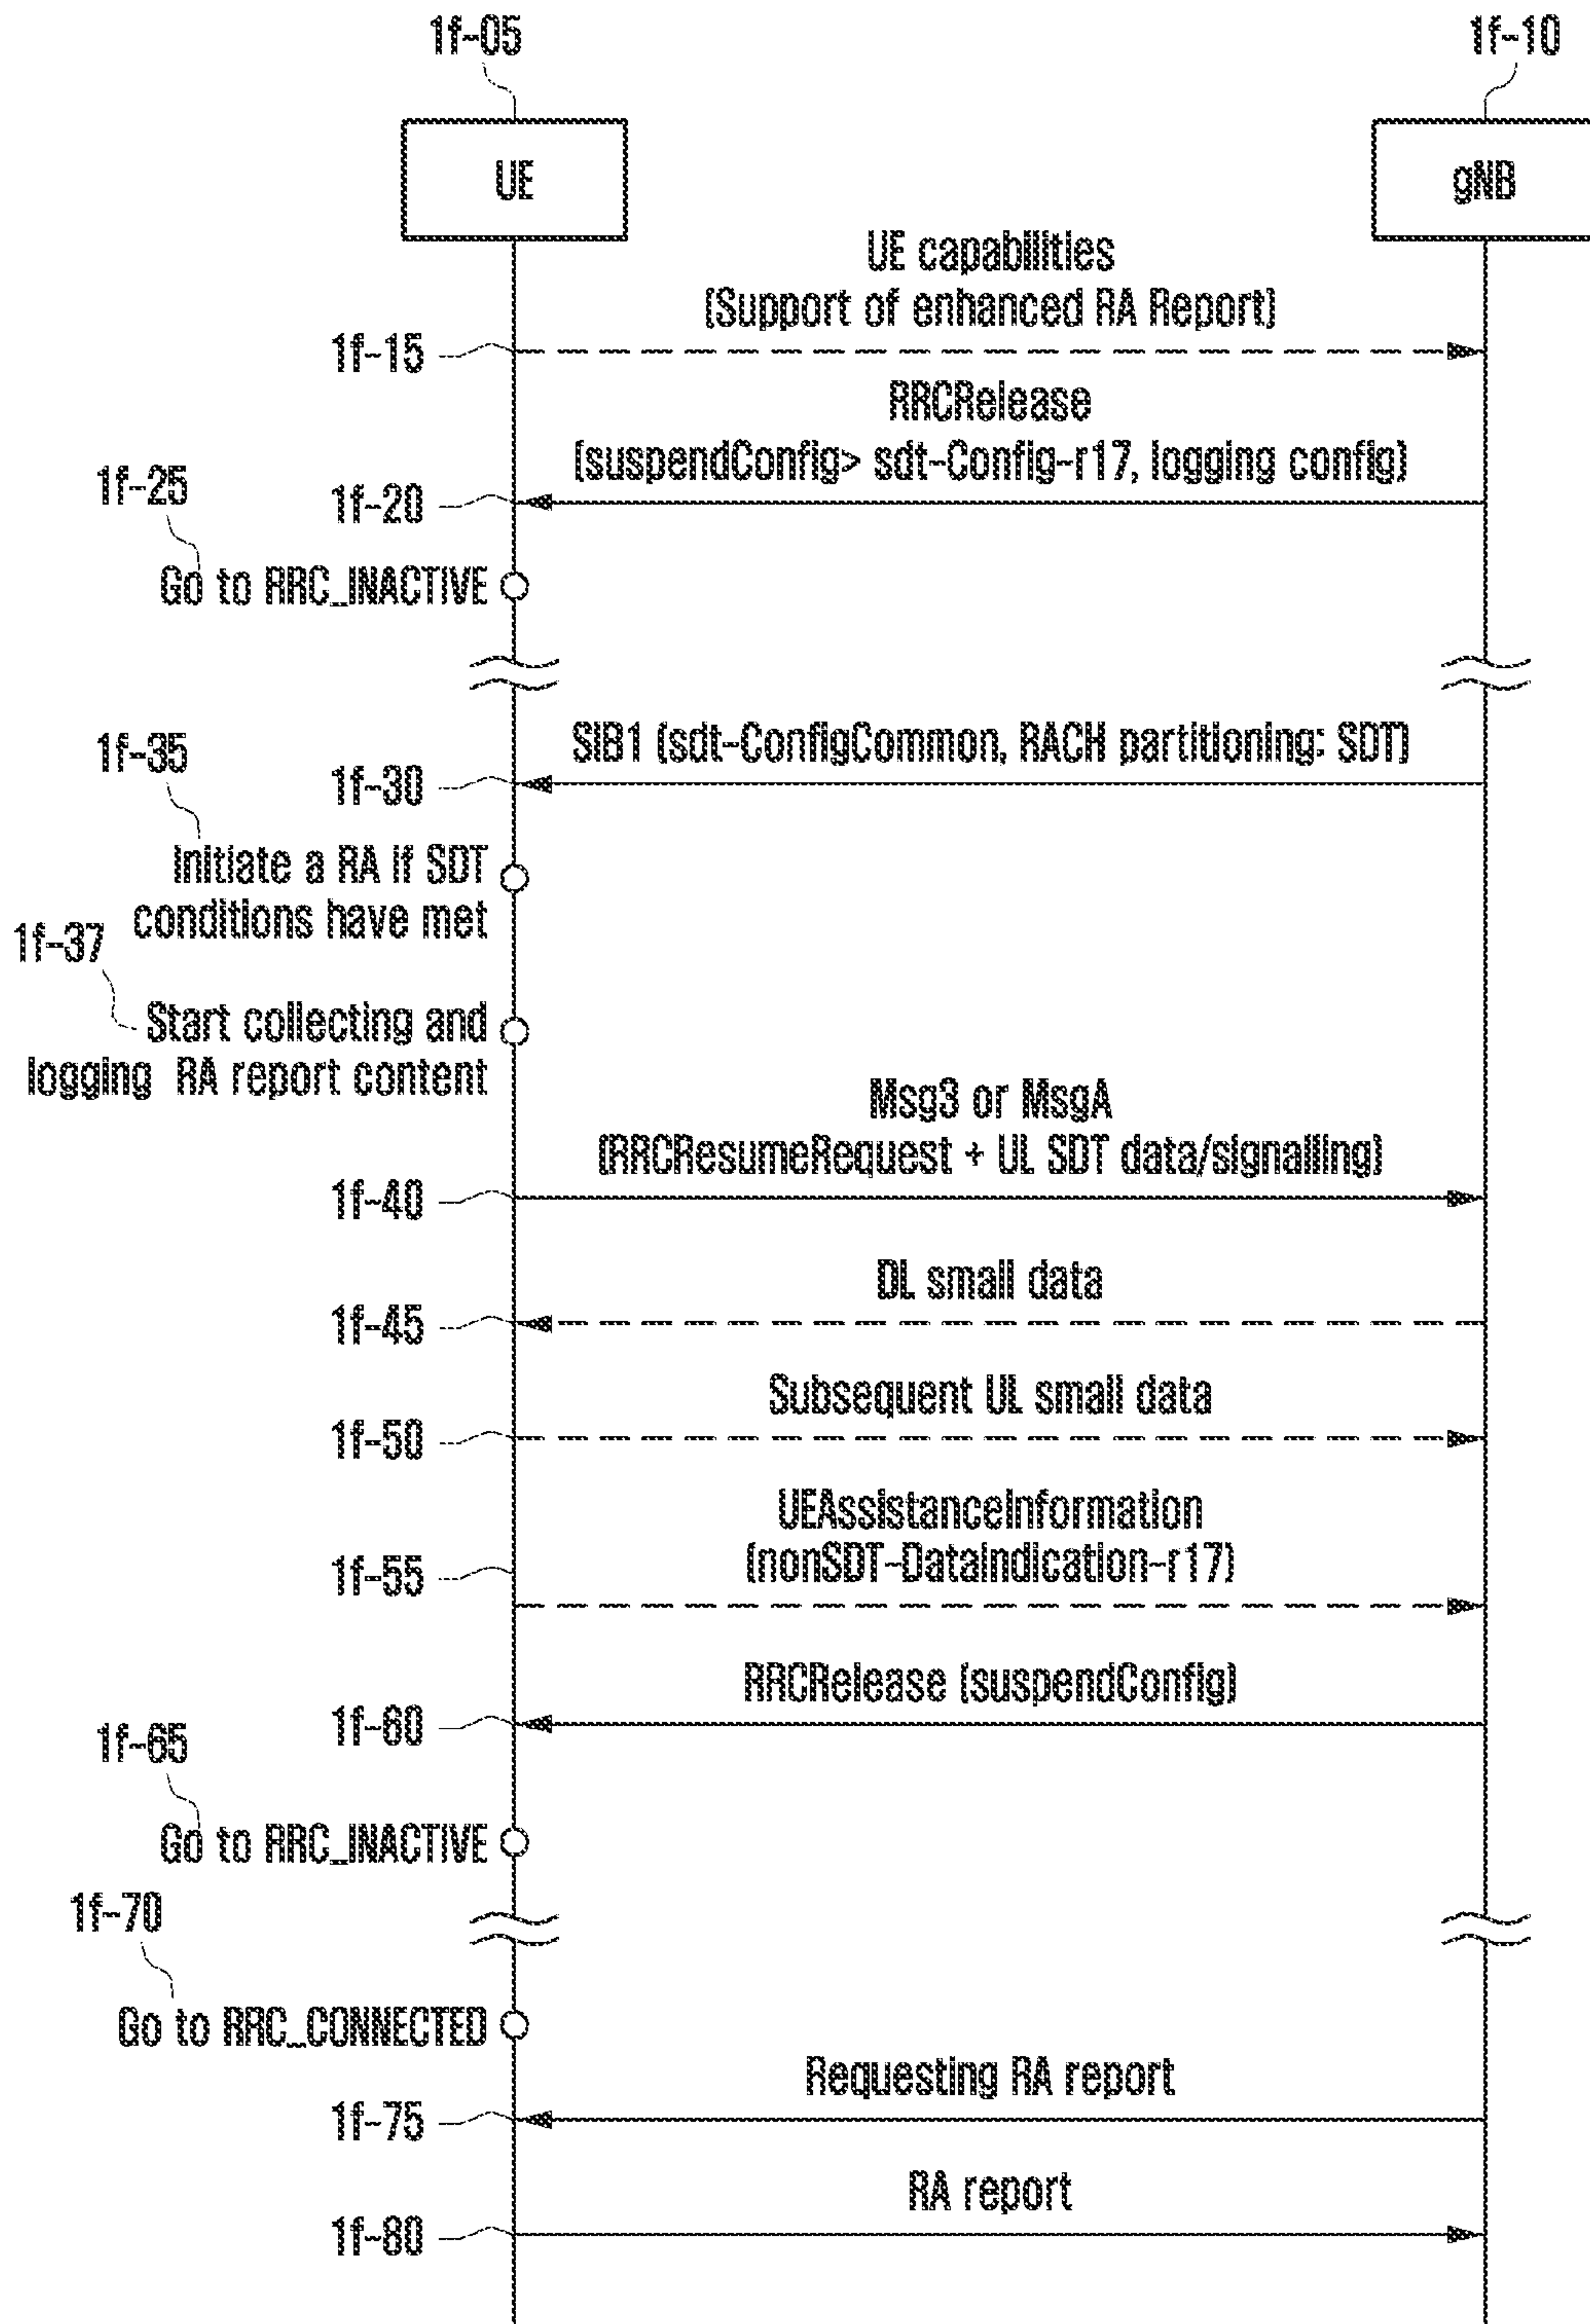 1f-05
1f-10
UE
gNB
UE capabilities
(Support of enhanced RA Report)
1f-15
RRCRelease
(suspendConfig> sdt-Config-r17, logging config)
1f-25
1f-20
Go to RRC_INACTIVE
SIB1 (sdt-ConfigCommon, RACH partitioning: SDT)
1f-35
1f-30
Initiate a RA if SDT
conditions have met
1f-37
Start collecting and
logging RA report content
Msg3 or MsgA
(RRCResumeRequest + UL SDT data/signalling)
1f-40
DL small data
1f-45
Subsequent UL small data
1f-50
UEAssistanceInformation
(nonSDT-DataIndication-r17)
1f-55
RRCRelease (suspendConfig)
1f-60
1f-65
Go to RRC_INACTIVE
1f-70
Go to RRC_CONNECTED
Requesting RA report
1f-75
RA report
1f-80